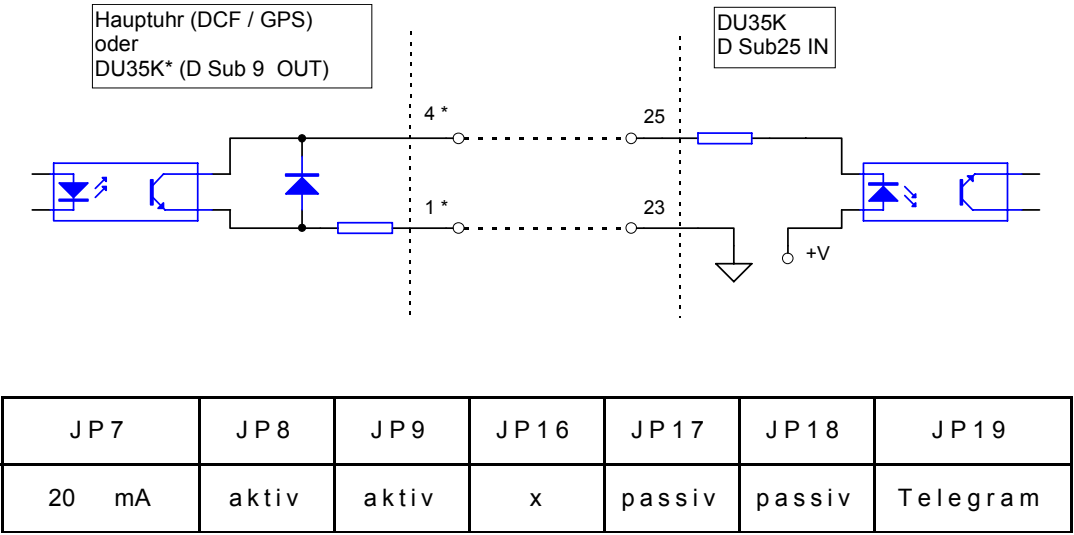 Hauptuhr (DCF / GPS)
oder
DU35K* (D Sub 9 OUT)
DU35K
D Sub25 IN
4 *
25
1 *
23
+V
JP7 JP8 JP9 JP16 JP17 JP18 JP19
20 mA aktiv aktiv x passiv passiv Telegram